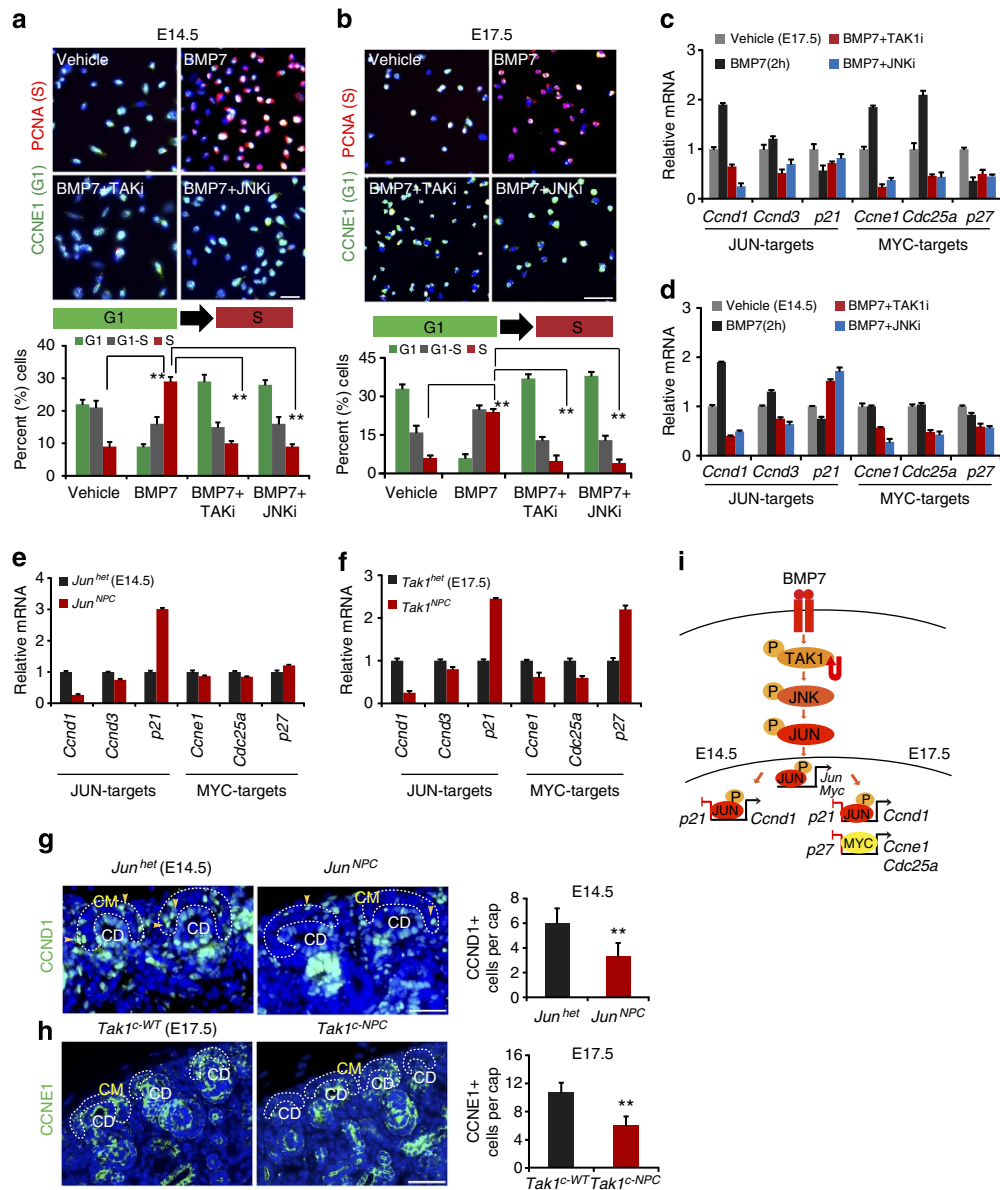 a
E14.5
PCNA (S)
CCNE1 (G1)
Vehicle
BMP7
BMP7+TAKi
BMP7+JNKi
G1
S
G1 G1-S S
Percent (%) cells
40
30
20
10
0
**
**
**
Vehicle
BMP7
BMP7+
TAKi
BMP7+
JNKi
b
E17.5
PCNA (S)
CCNE1 (G1)
Vehicle
BMP7
BMP7+TAKi
BMP7+JNKi
G1
S
G1 G1-S S
Percent (%) cells
45
30
15
0
**
**
**
Vehicle
BMP7
BMP7+
TAKi
BMP7+
JNKi
c
Vehicle (E17.5)
BMP7+TAK1i
BMP7(2h)
BMP7+JNKi
Relative mRNA
3
2
1
0
Ccnd1 Ccnd3 p21 Ccne1 Cdc25a p27
JUN-targets
MYC-targets
d
Vehicle (E14.5)
BMP7+TAK1i
BMP7(2h)
BMP7+JNKi
Relative mRNA
3
2
1
0
Ccnd1 Ccnd3 p21 Ccne1 Cdc25a p27
JUN-targets
MYC-targets
e
Jun het (E14.5)
Jun NPC
Relative mRNA
4
3
2
1
0
Ccnd1
Ccnd3
p21
Ccne1
Cdc25a
p27
JUN-targets
MYC-targets
f
Tak1 het (E17.5)
Tak1 NPC
Relative mRNA
3
2
1
0
Ccnd1
Ccnd3
p21
Ccne1
Cdc25a
p27
JUN-targets
MYC-targets
i
BMP7
P
TAK1
P
JNK
P
JUN
E14.5
E17.5
P
JUN
Jun
Myc
P
p21 JUN Ccnd1
P
p21 JUN Ccnd1
p27 MYC Ccne1
Cdc25a
g
Jun het (E14.5)
Jun NPC
CCND1
CM
CD
CD
CM
CD
CD
E14.5
CCND1+
cells per cap
8
6
4
2
0
**
Jun het
Jun NPC
h
Tak1 c-WT (E17.5)
Tak1 c-NPC
CCNE1
CM
CD
CD
CD
CM
CD
CD
CD
E17.5
CCNE1+
cells per cap
16
12
8
4
0
**
Tak1 c-WT Tak1 c-NPC